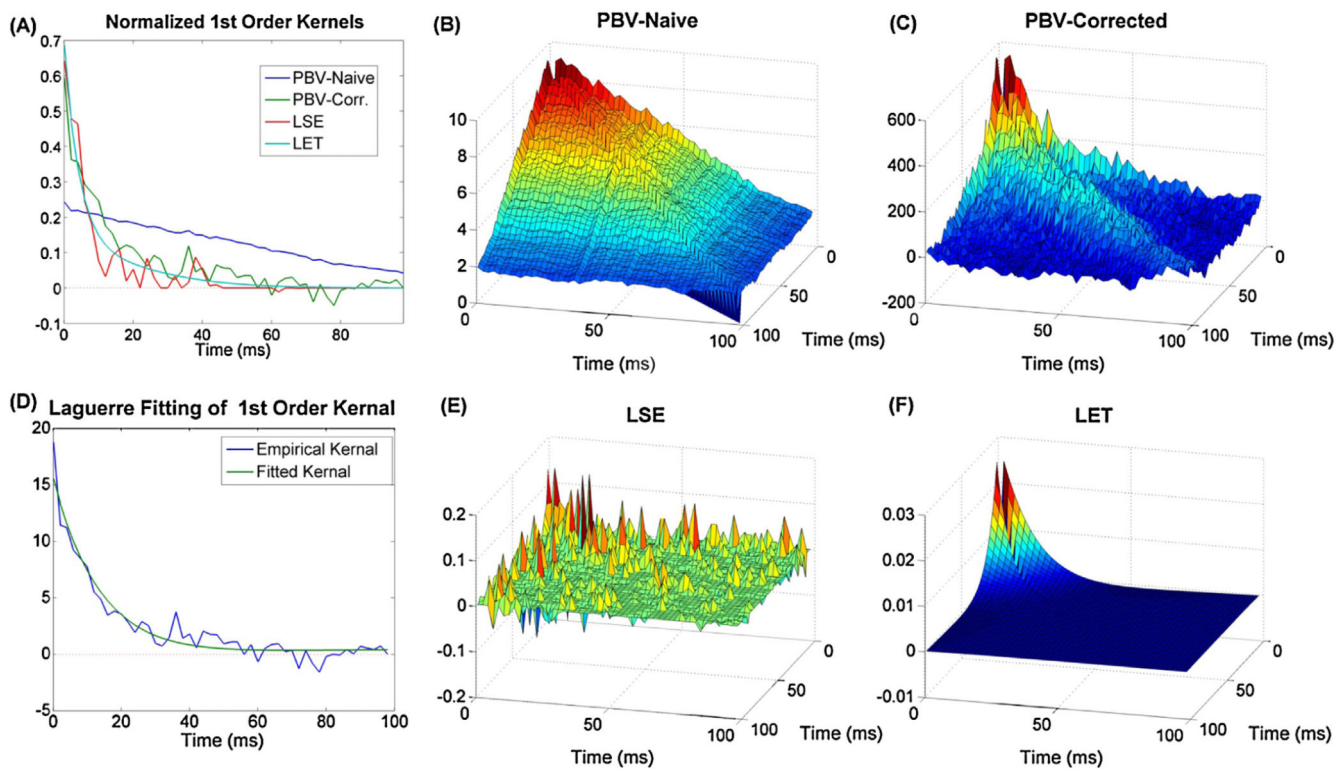 (A)
Normalized 1st Order Kernels
0.7
0.6
0.5
0.4
0.3
0.2
0.1
0
-0.1
PBV-Naive
PBV-Corr.
LSE
LET
0 20 40 60 80
Time (ms)
(B)
PBV-Naive
10
8
6
4
2
0
0 50 100
0
50
100
Time (ms)
Time (ms)
(C)
PBV-Corrected
600
400
200
0
-200
0 50 100
0
50
Time (ms)
Time (ms)
(D)
Laguerre Fitting of 1st Order Kernal
20
15
10
5
0
-5
Empirical Kernal
Fitted Kernal
0 20 40 60 80 100
Time (ms)
(E)
LSE
0.2
0.1
0
-0.1
-0.2
0 50 100
0
50
100
Time (ms)
Time (ms)
(F)
LET
0.03
0.02
0.01
0
-0.01
0 50 100
0
50
Time (ms)
Time (ms)